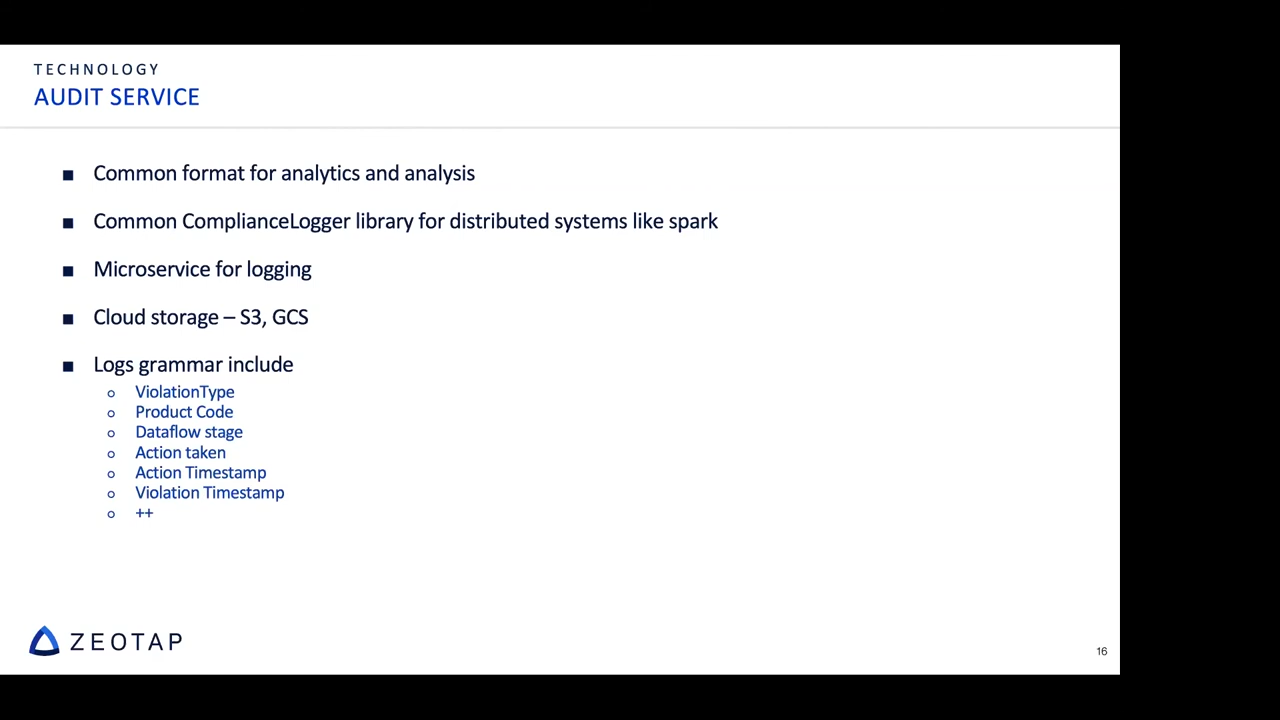 TECHNOLOGY
AUDIT SERVICE
■ Common format for analytics and analysis
■ Common ComplianceLogger library for distributed systems like spark
■ Microservice for logging
■ Cloud storage – S3, GCS
■ Logs grammar include
○ ViolationType
○ Product Code
○ Dataflow stage
○ Action taken
○ Action Timestamp
○ Violation Timestamp
○ ++
ZEOTAP
16